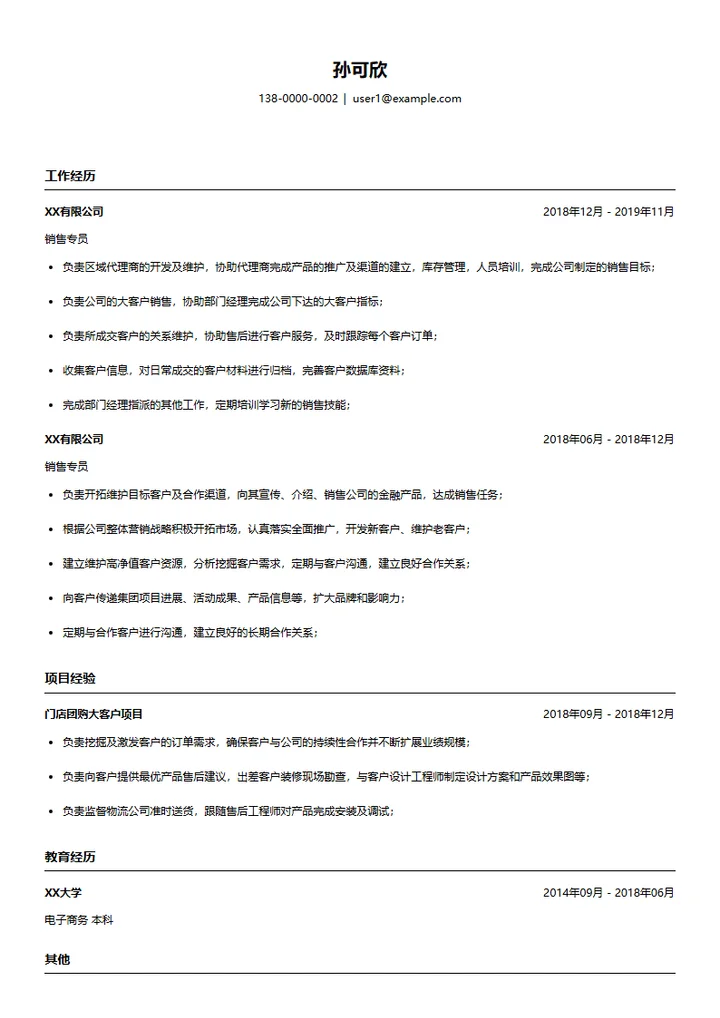 孙可欣
138-0000-0002 | user1@example.com
工作经历
XX有限公司 2018年12月 - 2019年11月
销售专员
• 负责区域代理商的开发及维护，协助代理商完成产品的推广及渠道的建立，库存管理，人员培训，完成公司制定的销售目标；
• 负责公司的大客户销售，协助部门经理完成公司下达的大客户指标；
• 负责所成交客户的关系维护，协助售后进行客户服务，及时跟踪每个客户订单；
• 收集客户信息，对日常成交的客户材料进行归档，完善客户数据库资料；
• 完成部门经理指派的其他工作，定期培训学习新的销售技能；
XX有限公司 2018年06月 - 2018年12月
销售专员
• 负责开拓维护目标客户及合作渠道，向其宣传、介绍、销售公司的金融产品，达成销售任务；
• 根据公司整体营销战略积极开拓市场，认真落实全面推广，开发新客户、维护老客户；
• 建立维护高净值客户资源，分析挖掘客户需求，定期与客户沟通，建立良好合作关系；
• 向客户传递集团项目进展、活动成果、产品信息等，扩大品牌和影响力；
• 定期与合作客户进行沟通，建立良好的长期合作关系；
项目经验
门店团购大客户项目 2018年09月 - 2018年12月
• 负责挖掘及激发客户的订单需求，确保客户与公司的持续性合作并不断扩展业绩规模；
• 负责向客户提供最优产品售后建议，出差客户装修现场勘查，与客户设计工程师制定设计方案和产品效果图等；
• 负责监督物流公司准时送货，跟随售后工程师对产品完成安装及调试；
教育经历
XX大学 2014年09月 - 2018年06月
电子商务 本科
其他